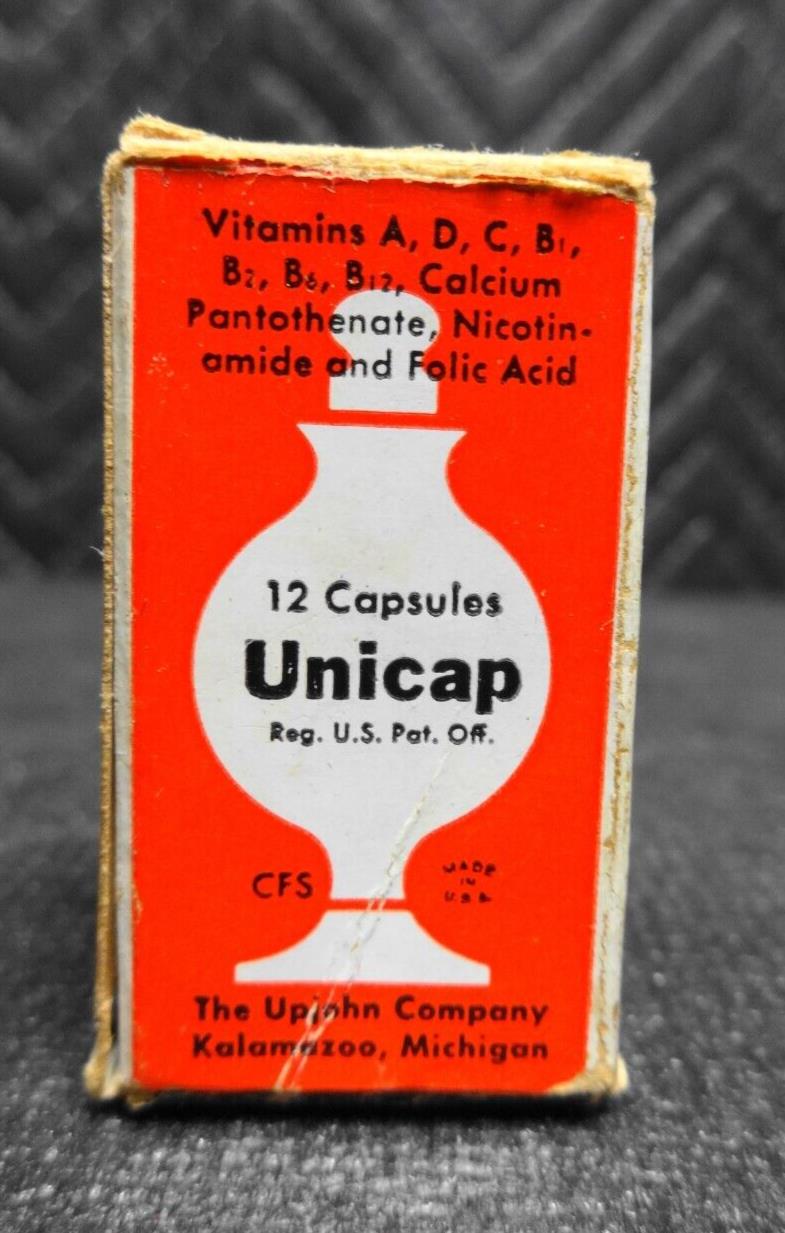 Vitamins A, D, C, B₁,
B₂, B₆, B₁₂, Calcium
Pantothenate, Nicotin-
amide and Folic Acid
12 Capsules
Unicap
Reg. U.S. Pat. Off.
CFS
MADE
IN
U.S.A.
The Upjohn Company
Kalamazoo, Michigan